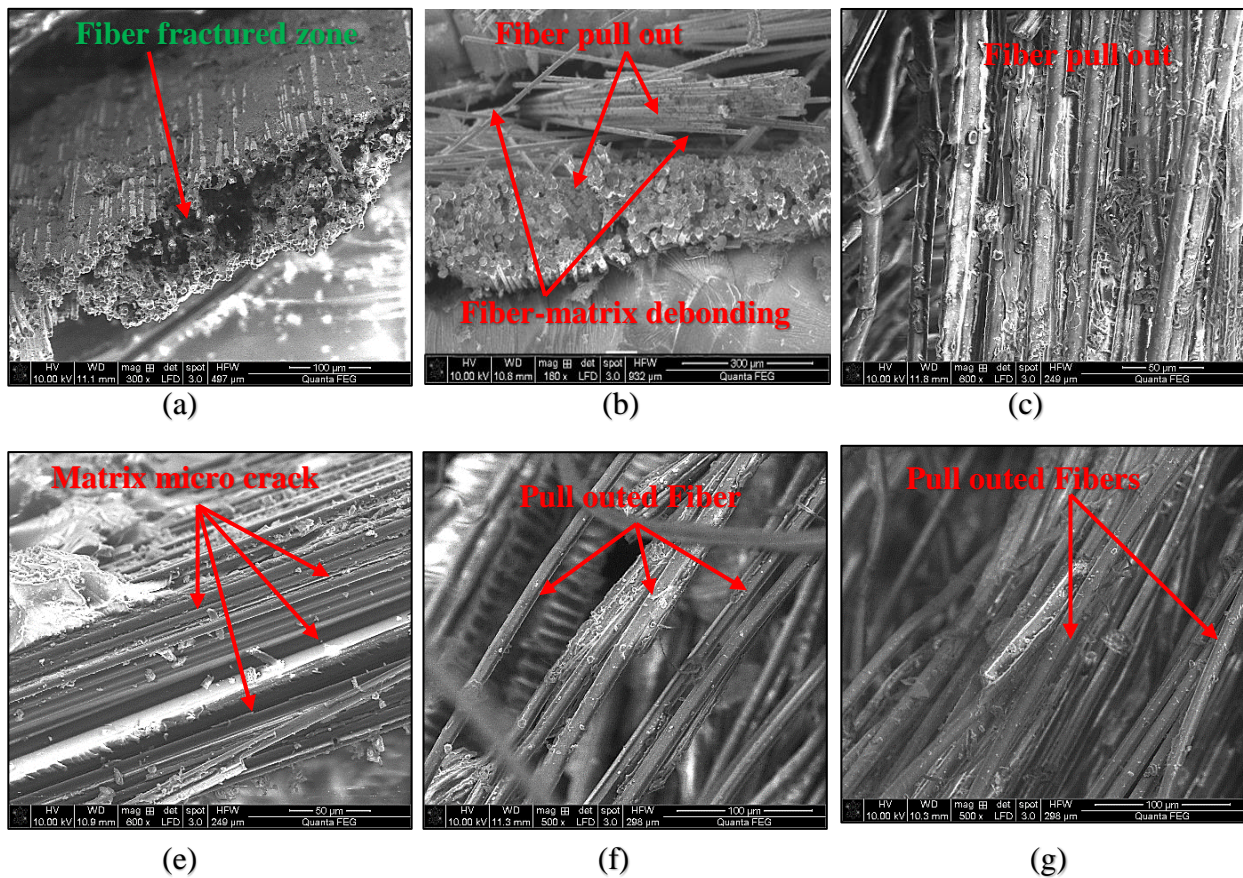 Fiber fractured zone
HV WD mag ⊞ det spot HFW 100 µm
10.00 kV 11.1 mm 300 x LFD 3.0 497 µm Quanta FEG
(a)
Fiber pull out
Fiber-matrix debonding
HV WD mag ⊞ det spot HFW 300 µm
10.00 kV 10.8 mm 160 x LFD 3.0 932 µm Quanta FEG
(b)
Fiber pull out
HV WD mag ⊞ det spot HFW 50 µm
10.00 kV 11.8 mm 600 x LFD 3.0 249 µm Quanta FEG
(c)
Matrix micro crack
HV WD mag ⊞ det spot HFW 50 µm
10.00 kV 10.9 mm 600 x LFD 3.0 249 µm Quanta FEG
(e)
Pull outed Fiber
HV WD mag ⊞ det spot HFW 100 µm
10.00 kV 11.3 mm 500 x LFD 3.0 298 µm Quanta FEG
(f)
Pull outed Fibers
HV WD mag ⊞ det spot HFW 100 µm
10.00 kV 10.3 mm 500 x LFD 3.0 298 µm Quanta FEG
(g)